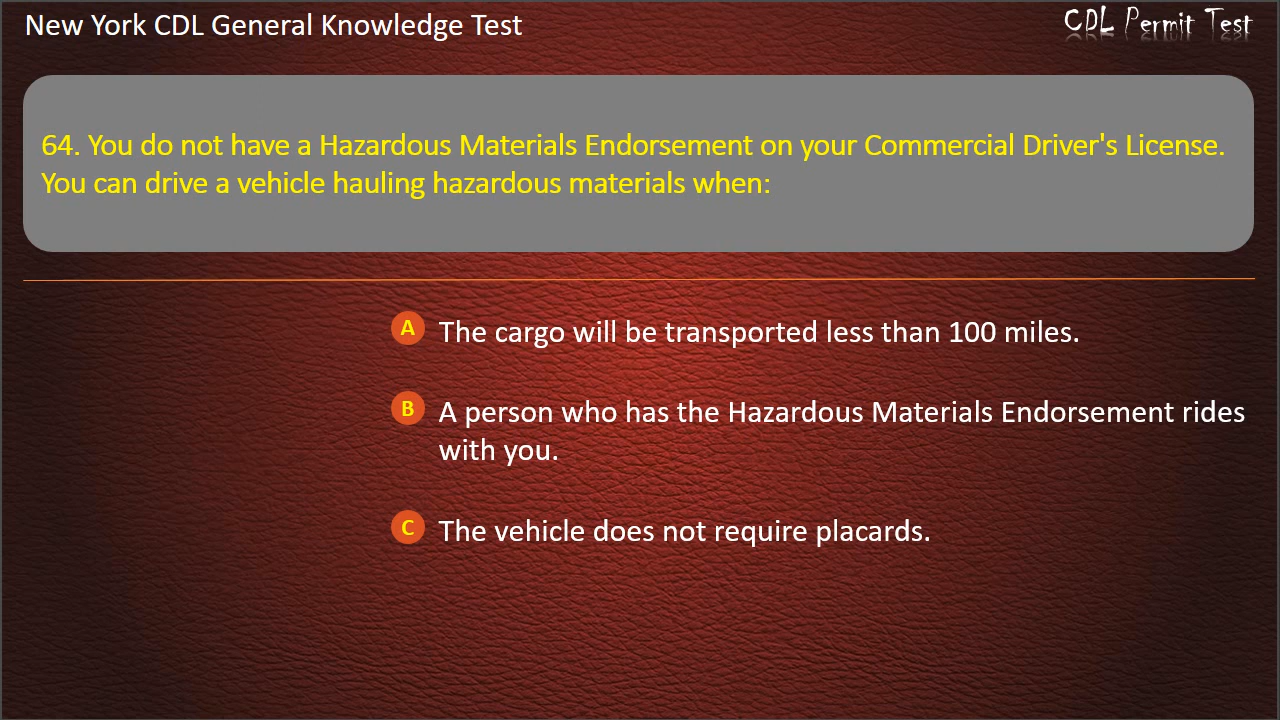 New York CDL General Knowledge Test
CDL Permit Test
64. You do not have a Hazardous Materials Endorsement on your Commercial Driver's License.
You can drive a vehicle hauling hazardous materials when:
A The cargo will be transported less than 100 miles.
B A person who has the Hazardous Materials Endorsement rides
with you.
C The vehicle does not require placards.